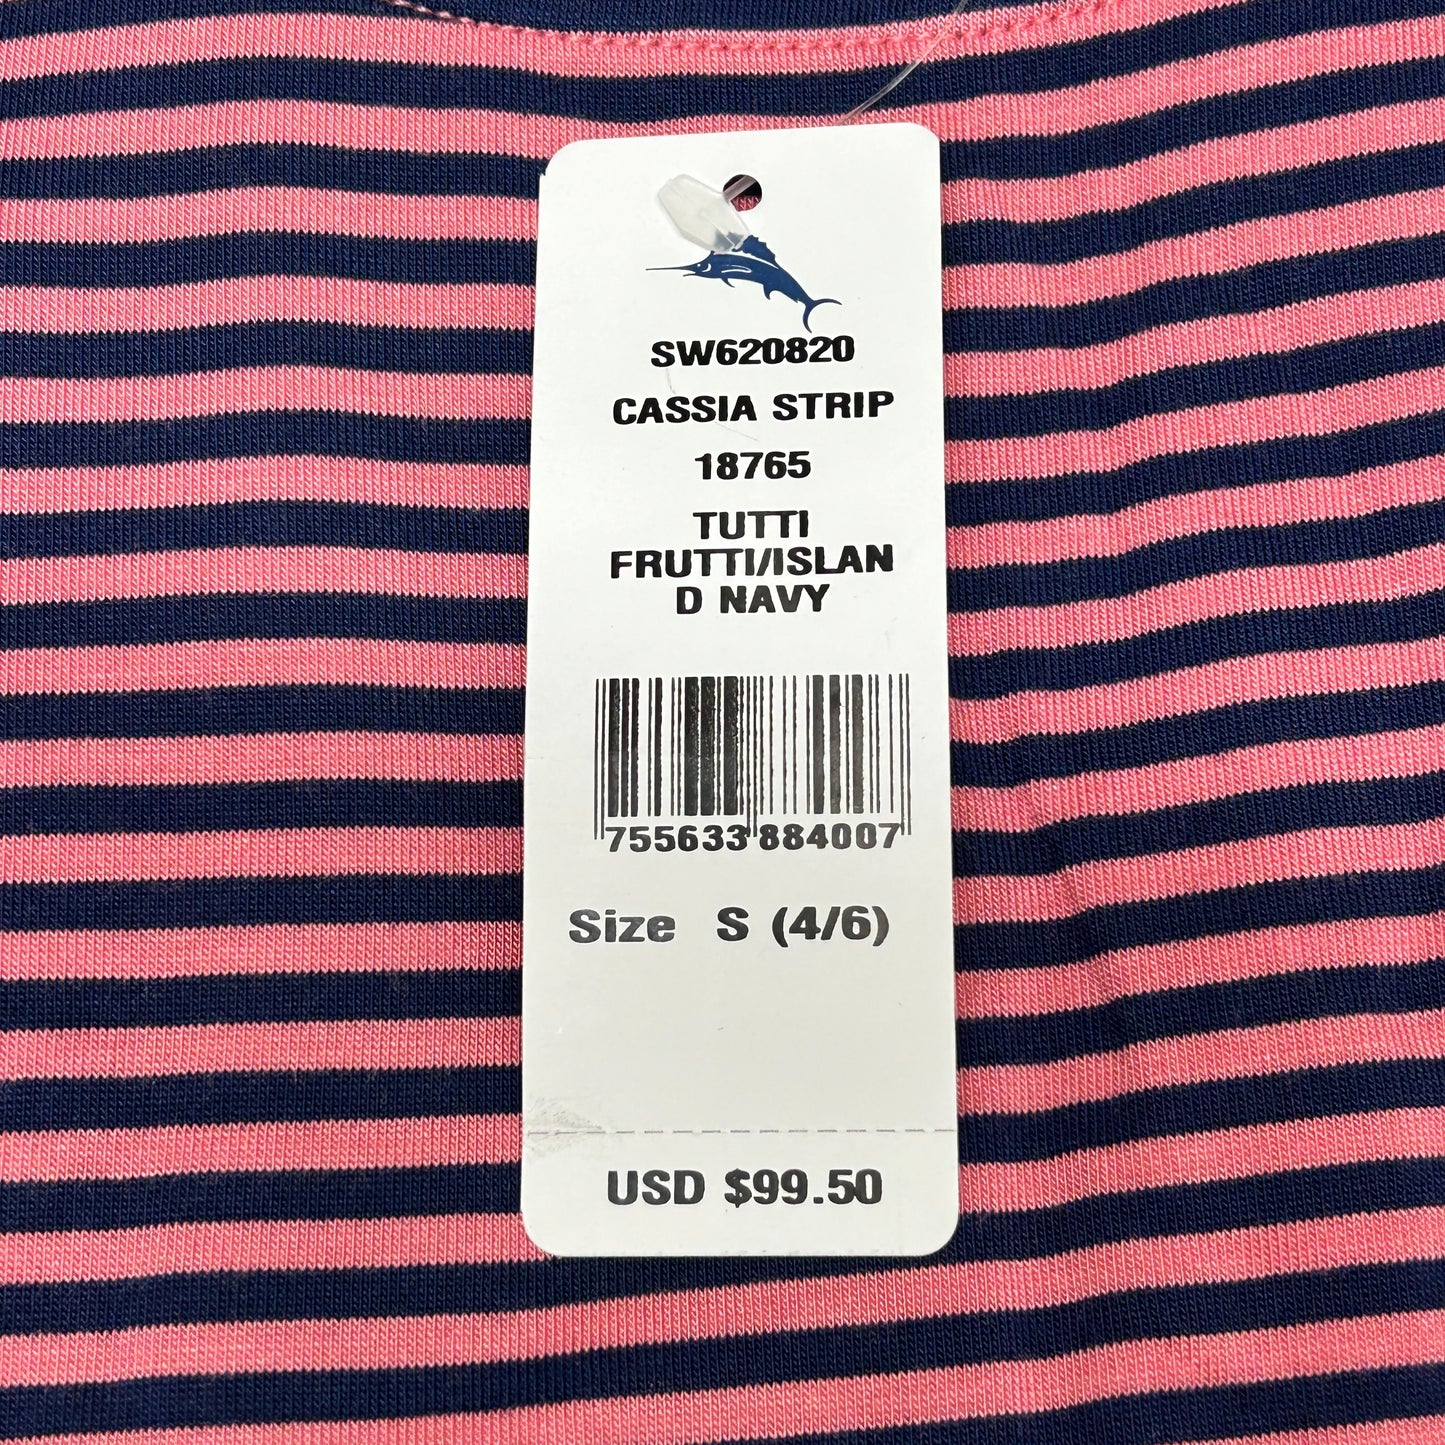 SW620820
CASSIA STRIP
18765
TUTTI
FRUTTI/ISLAN
D NAVY
755633 884007
Size S (4/6)
USD $99.50